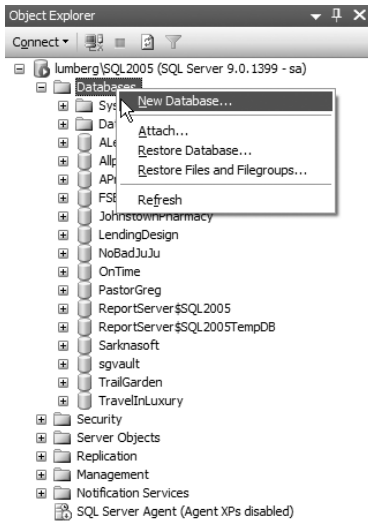 Object Explorer
Connect
lumberg\SQL2005 (SQL Server 9.0.1399 - sa)
Databases
New Database...
Attach...
Restore Database...
Restore Files and Filegroups...
Refresh
JohnstownPharmacy
LendingDesign
NoBadJuJu
OnTime
PastorGreg
ReportServer$SQL2005
ReportServer$SQL2005TempDB
Sarknasoft
sgvault
TrailGarden
TravelInLuxury
Security
Server Objects
Replication
Management
Notification Services
SQL Server Agent (Agent XPs disabled)